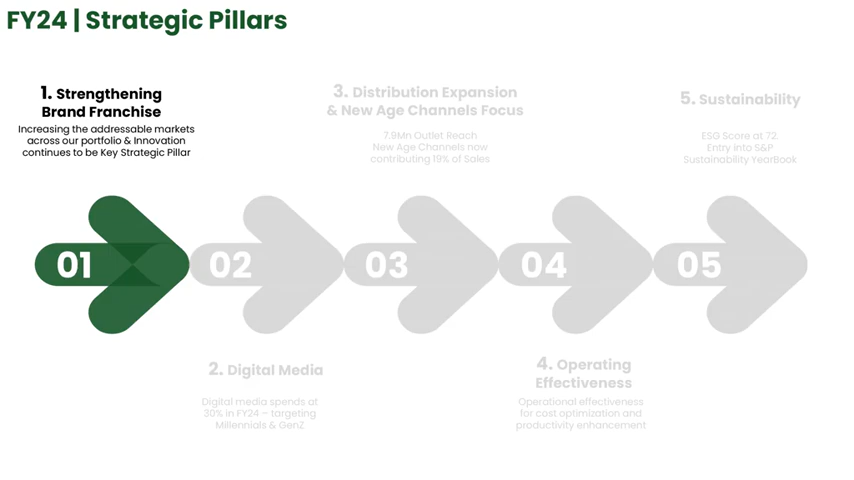 FY24 | Strategic Pillars
1. Strengthening
Brand Franchise
Increasing the addressable markets
across our portfolio & Innovation
continues to be Key Strategic Pillar
3. Distribution Expansion
& New Age Channels Focus
7.9Mn Outlet Reach
New Age Channels now
contributing 19% of Sales
5. Sustainability
ESG Score at 72.
Entry into S&P
Sustainability YearBook
01
02
03
04
05
2. Digital Media
Digital media spends at
30% in FY24 – targeting
Millennials & GenZ
4. Operating
Effectiveness
Operational effectiveness
for cost optimization and
productivity enhancement